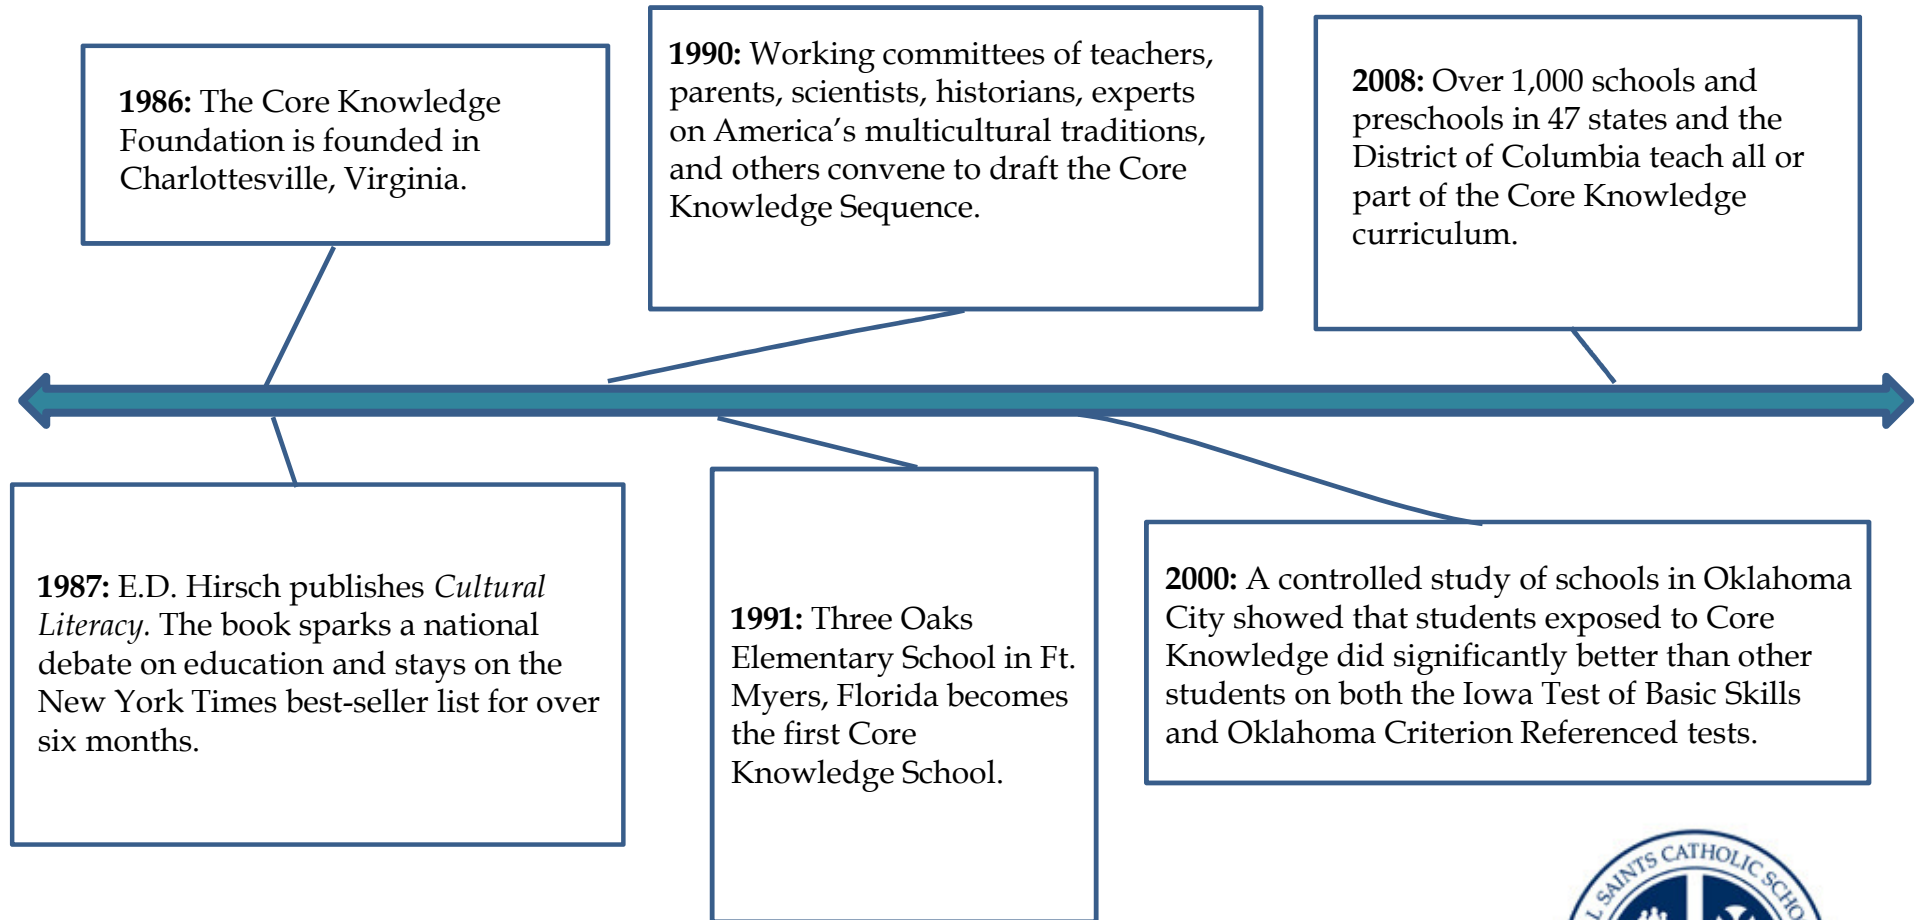 1986: The Core Knowledge
Foundation is founded in
Charlottesville, Virginia.
1990: Working committees of teachers,
parents, scientists, historians, experts
on America’s multicultural traditions,
and others convene to draft the Core
Knowledge Sequence.
2008: Over 1,000 schools and
preschools in 47 states and the
District of Columbia teach all or
part of the Core Knowledge
curriculum.
1987: E.D. Hirsch publishes Cultural
Literacy. The book sparks a national
debate on education and stays on the
New York Times best-seller list for over
six months.
1991: Three Oaks
Elementary School in Ft.
Myers, Florida becomes
the first Core
Knowledge School.
2000: A controlled study of schools in Oklahoma
City showed that students exposed to Core
Knowledge did significantly better than other
students on both the Iowa Test of Basic Skills
and Oklahoma Criterion Referenced tests.
SAINTS CATHOLIC